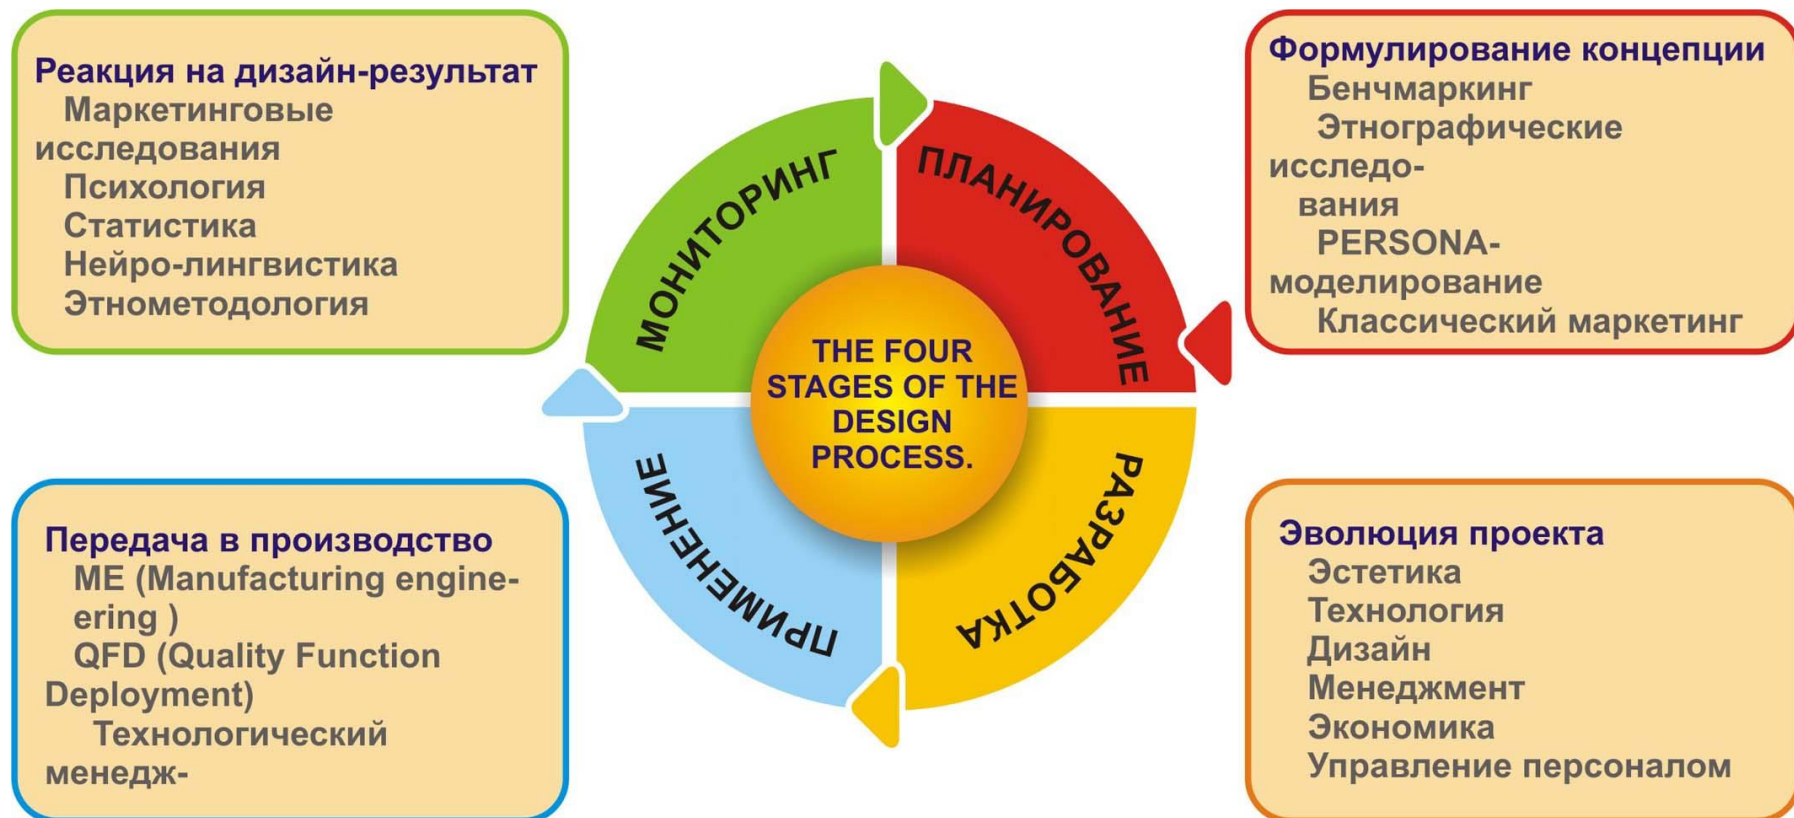 Реакция на дизайн-результат
Маркетинговые
исследования
Психология
Статистика
Нейро-лингвистика
Этнометодология
Формулирование концепции
Бенчмаркинг
Этнографические
исследо-
вания
PERSONA-
моделирование
Классический маркетинг
МОНИТОРИНГ
ПЛАНИРОВАНИЕ
THE FOUR
STAGES OF THE
DESIGN
PROCESS.
ПРИМЕНЕНИЕ
РАЗРАБОТКА
Передача в производство
ME (Manufacturing engine-
ering )
QFD (Quality Function
Deployment)
Технологический
менедж-
Эволюция проекта
Эстетика
Технология
Дизайн
Менеджмент
Экономика
Управление персоналом